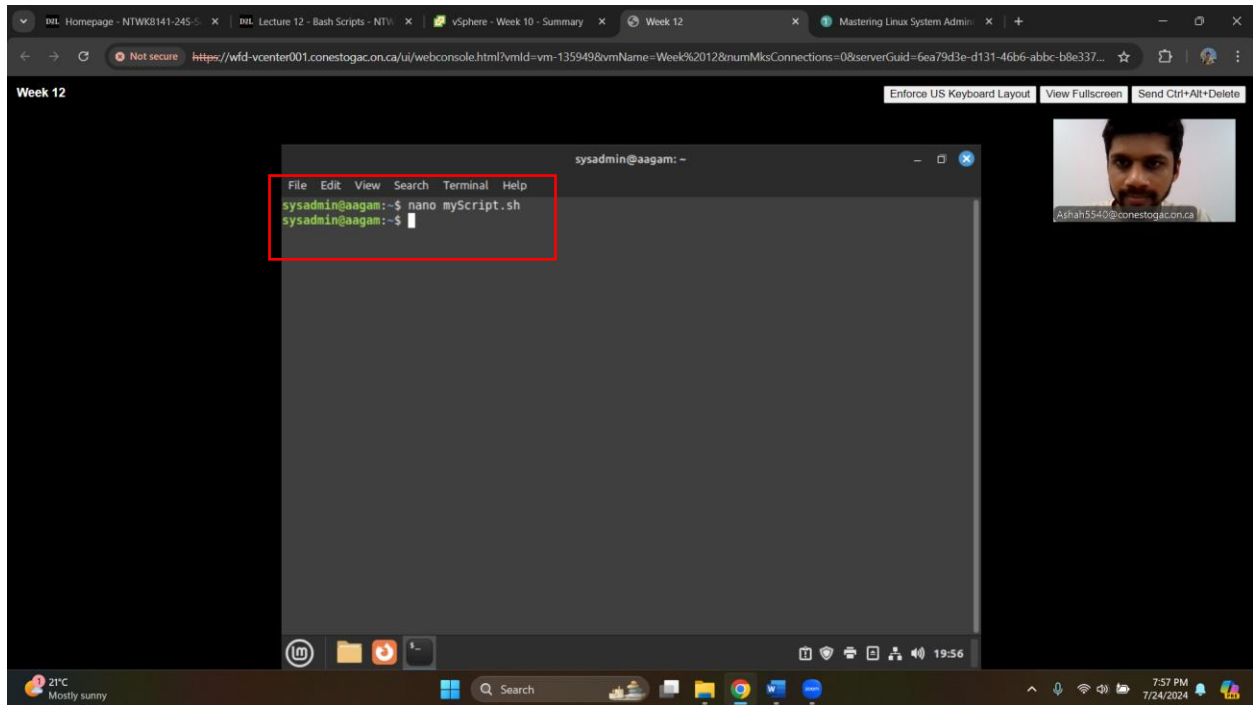 Homepage - NTWK8141-24S-S
Lecture 12 - Bash Scripts - NTW
vSphere - Week 10 - Summary
Week 12
Mastering Linux System Admini
Not secure https://wfd-vcenter001.conestogac.on.ca/ui/webconsole.html?vmId=vm-135949&vmName=Week%2012&numMksConnections=0&serverGuid=6ea79d3e-d131-46b6-abbc-b8e337...
Week 12
Enforce US Keyboard Layout View Fullscreen Send Ctrl+Alt+Delete
sysadmin@aagam: ~
File Edit View Search Terminal Help
sysadmin@aagam:~$ nano myScript.sh
sysadmin@aagam:~$
Ashah5540@conestogac.on.ca
19:56
21°C
Mostly sunny
Search
7:57 PM
7/24/2024